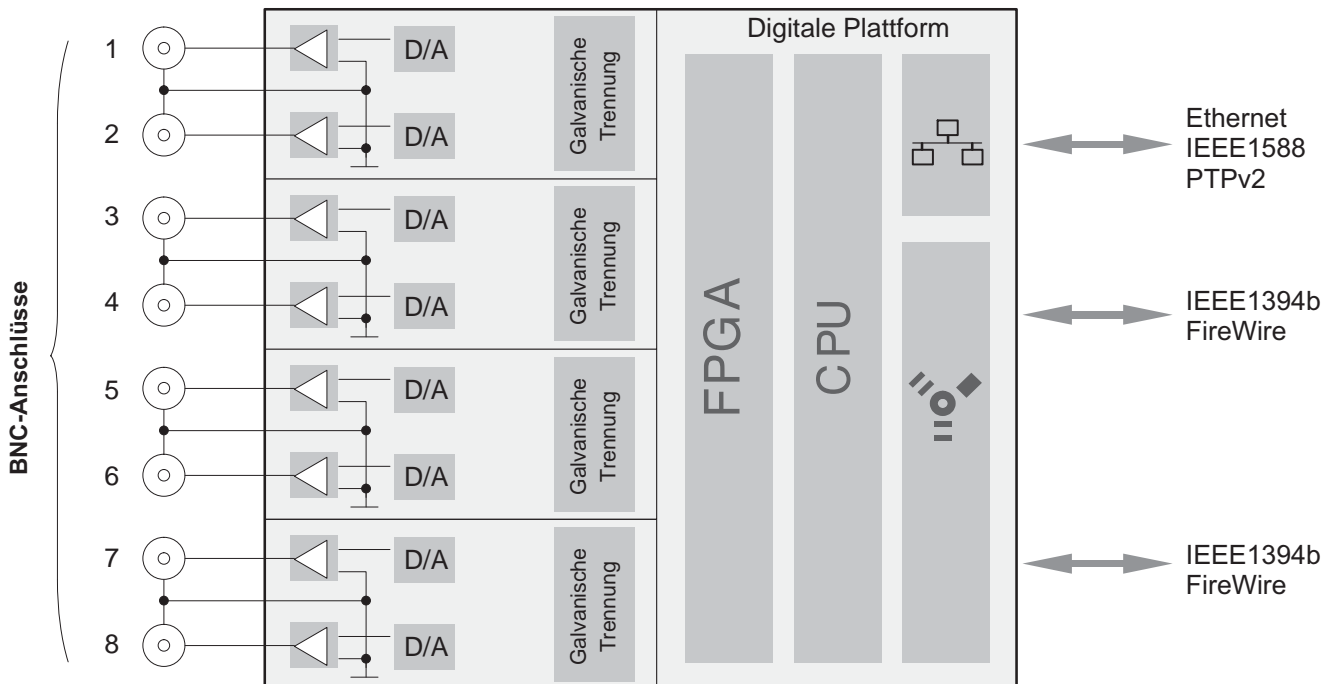 Digitale Plattform
BNC-Anschlüsse
1
D/A
2
D/A
Galvanische
Trennung
3
D/A
4
D/A
Galvanische
Trennung
5
D/A
6
D/A
Galvanische
Trennung
7
D/A
8
D/A
Galvanische
Trennung
FPGA
CPU
Ethernet
IEEE1588
PTPv2
IEEE1394b
FireWire
IEEE1394b
FireWire